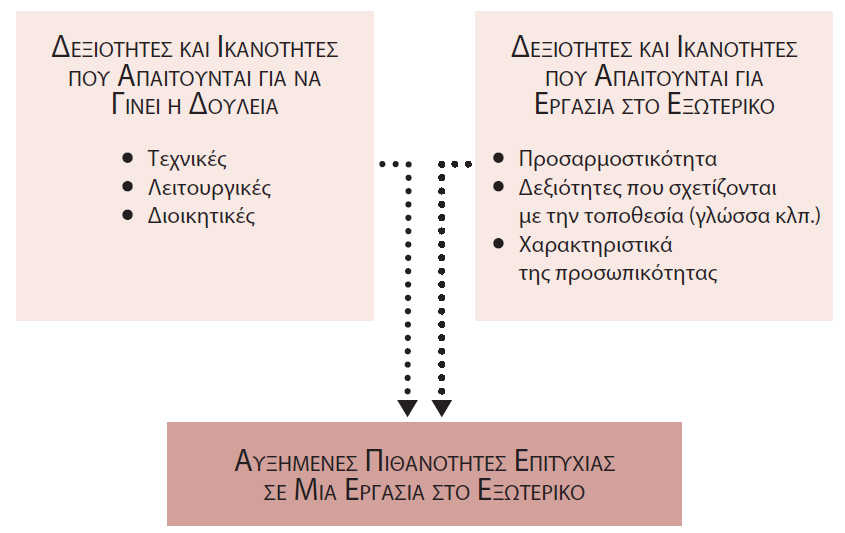 ΔΕΞΙΟΤΗΤΕΣ ΚΑΙ ΙΚΑΝΟΤΗΤΕΣ
ΠΟΥ ΑΠΑΙΤΟΥΝΤΑΙ ΓΙΑ ΝΑ
ΓΙΝΕΙ Η ΔΟΥΛΕΙΑ
• Τεχνικές
• Λειτουργικές
• Διοικητικές
ΔΕΞΙΟΤΗΤΕΣ ΚΑΙ ΙΚΑΝΟΤΗΤΕΣ
ΠΟΥ ΑΠΑΙΤΟΥΝΤΑΙ ΓΙΑ
ΕΡΓΑΣΙΑ ΣΤΟ ΕΞΩΤΕΡΙΚΟ
• Προσαρμοστικότητα
• Δεξιότητες που σχετίζονται
με την τοποθεσία (γλώσσα κλπ.)
• Χαρακτηριστικά
της προσωπικότητας
ΑΥΞΗΜΕΝΕΣ ΠΙΘΑΝΟΤΗΤΕΣ ΕΠΙΤΥΧΙΑΣ
ΣΕ ΜΙΑ ΕΡΓΑΣΙΑ ΣΤΟ ΕΞΩΤΕΡΙΚΟ